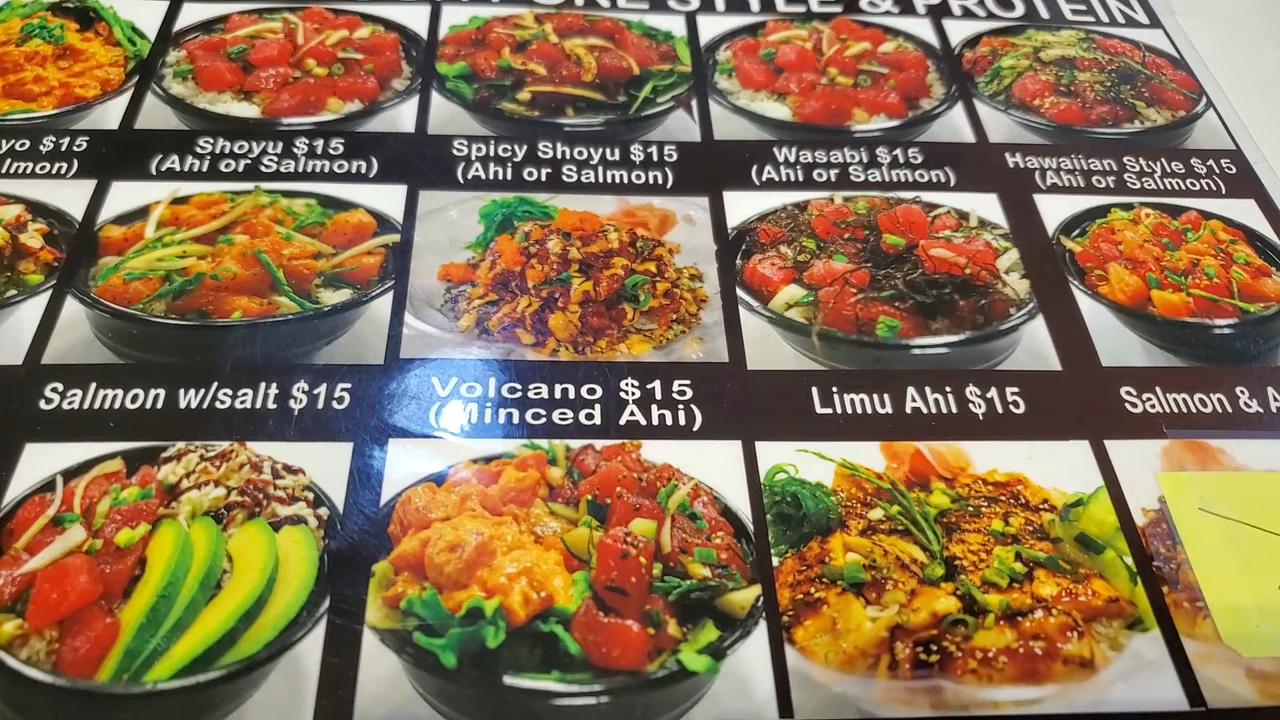 STYLE & PROTEIN
yo $15
lmon)
Shoyu $15
(Ahi or Salmon)
Spicy Shoyu $15
(Ahi or Salmon)
Wasabi $15
(Ahi or Salmon)
Hawaiian Style $15
(Ahi or Salmon)
Salmon w/salt $15
Volcano $15
(Minced Ahi)
Limu Ahi $15
Salmon & A